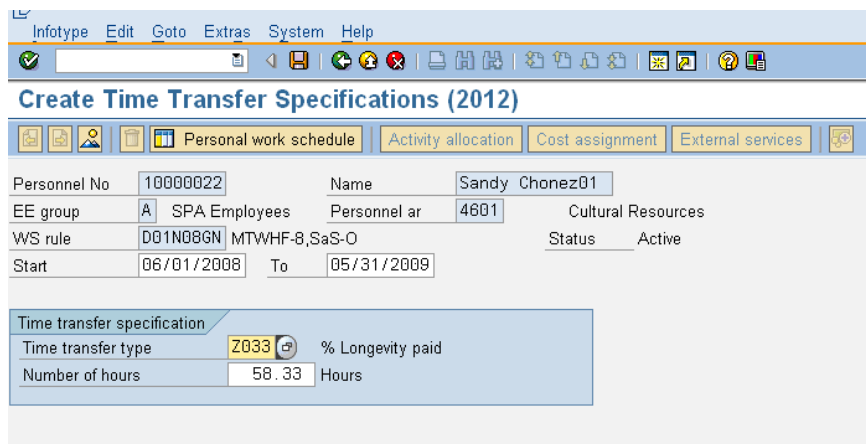 Infotype Edit Goto Extras System Help
Create Time Transfer Specifications (2012)
Personal work schedule Activity allocation Cost assignment External services
Personnel No 10000022 Name Sandy Chonez01
EE group A SPA Employees Personnel ar 4601 Cultural Resources
WS rule D01N08GN MTWHF-8,SaS-O Status Active
Start 06/01/2008 To 05/31/2009
Time transfer specification
Time transfer type Z033 % Longevity paid
Number of hours 58.33 Hours